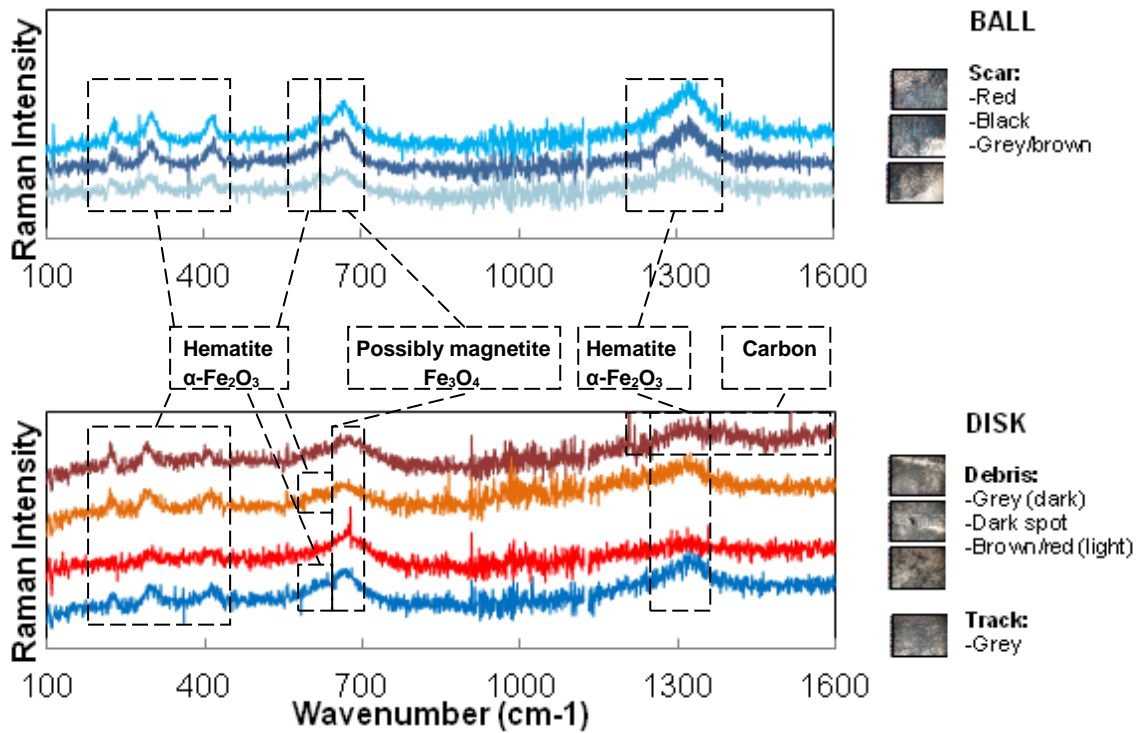 BALL
Raman Intensity
Scar:
-Red
-Black
-Grey/brown
100 400 700 1000 1300 1600
Hematite
α-Fe₂O₃
Possibly magnetite
Fe₃O₄
Hematite
α-Fe₂O₃
Carbon
DISK
Raman Intensity
Debris:
-Grey (dark)
-Dark spot
-Brown/red (light)
Track:
-Grey
100 400 700 1000 1300 1600
Wavenumber (cm-1)